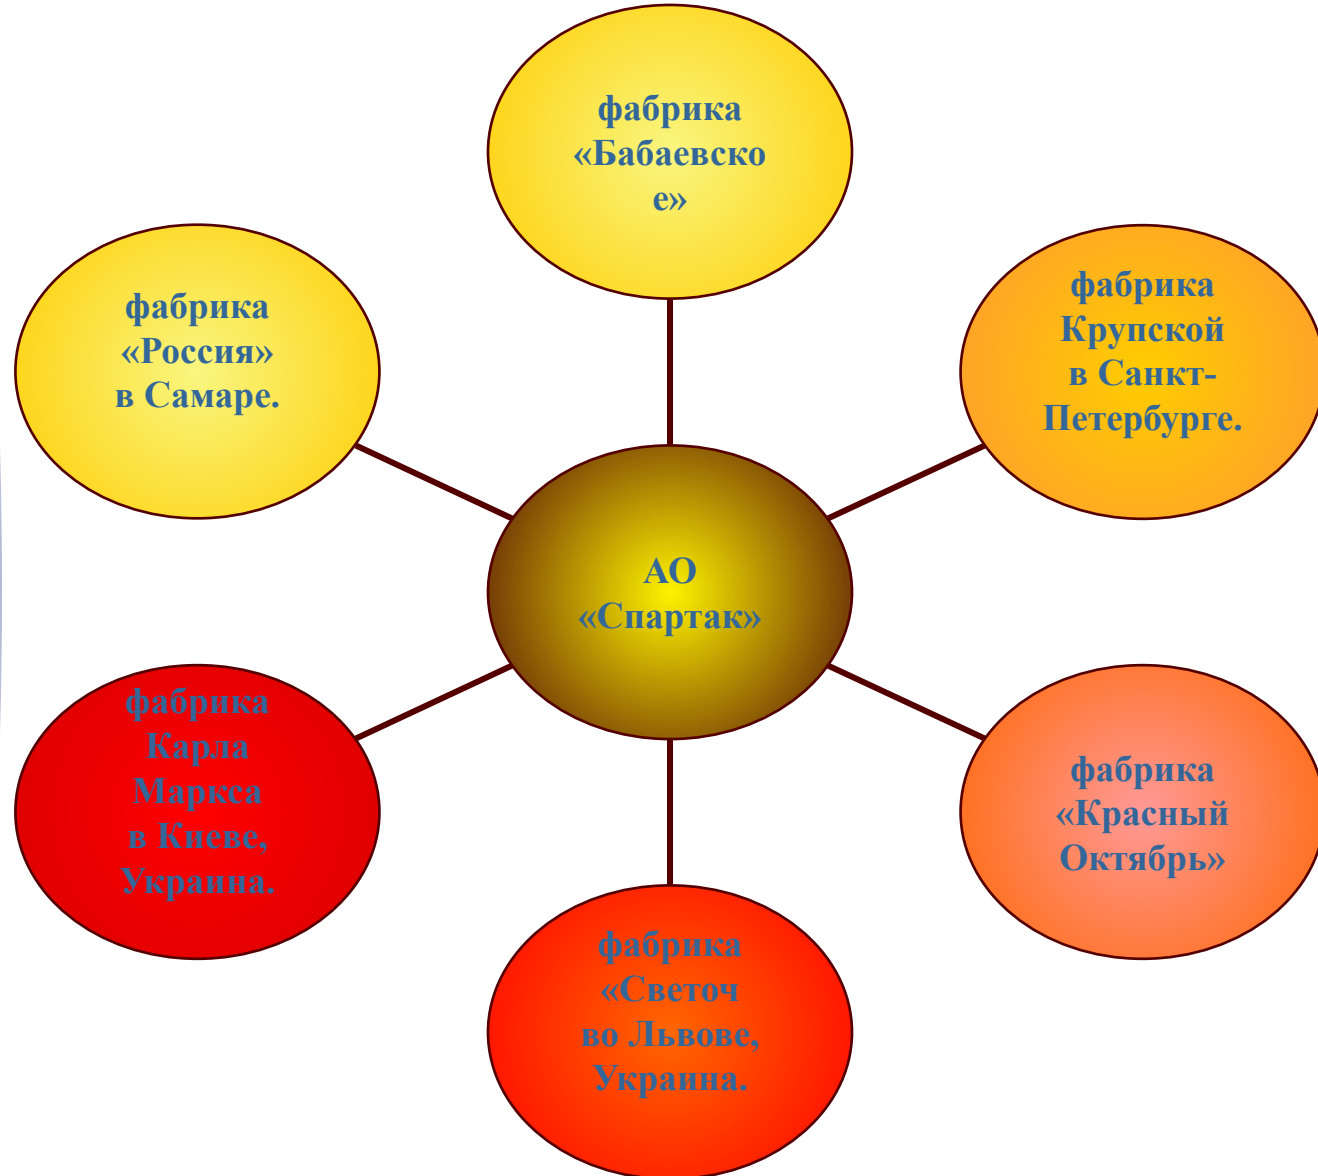 фабрика
«Бабаевско
е»
фабрика
«Россия»
в Самаре.
фабрика
Крупской
в Санкт-
Петербурге.
АО
«Спартак»
фабрика
Карла
Маркса
в Киеве,
Украина.
фабрика
«Красный
Октябрь»
фабрика
«Светоч
во Львове,
Украина.